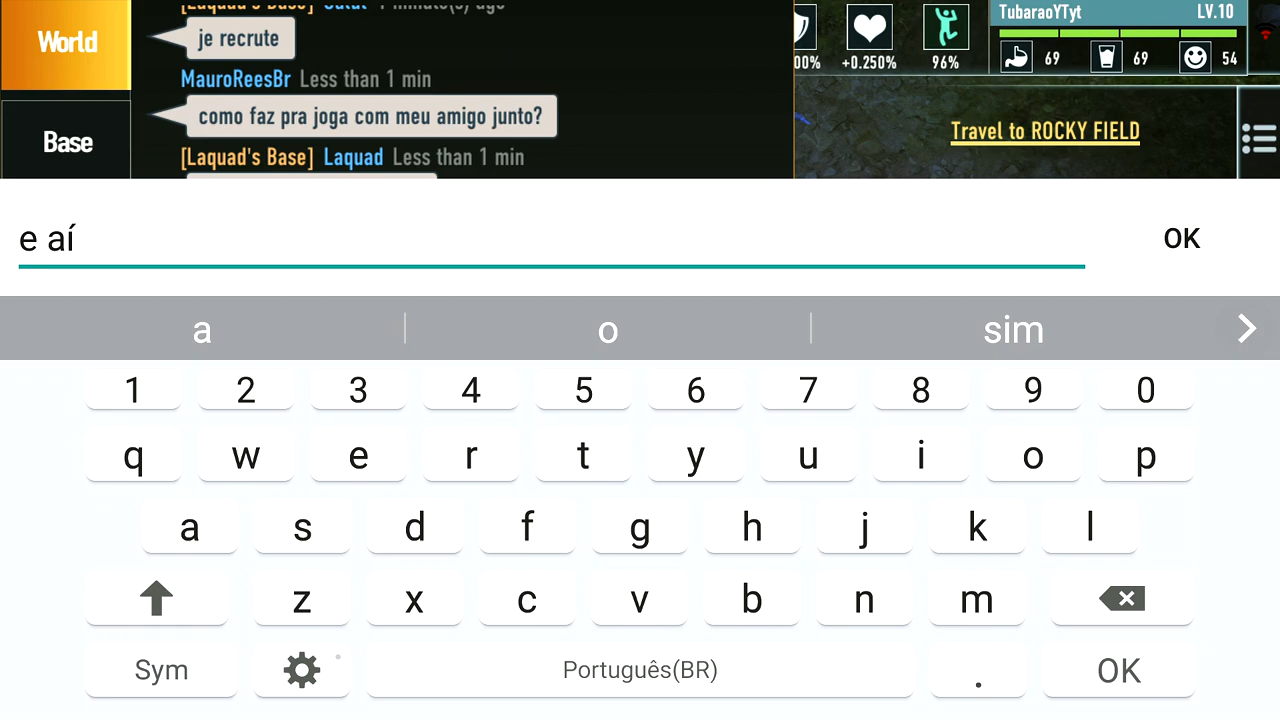 World
[Laquad's Base]
je recrute
MauroReesBr Less than 1 min
como faz pra joga com meu amigo junto?
Base
[Laquad's Base] Laquad Less than 1 min
00%
+0.250%
96%
TubaraoYTyt LV.10
69 69 54
Travel to ROCKY FIELD
e aí
OK
a o sim
1 2 3 4 5 6 7 8 9 0
q w e r t y u i o p
a s d f g h j k l
z x c v b n m
Sym Português(BR) . OK